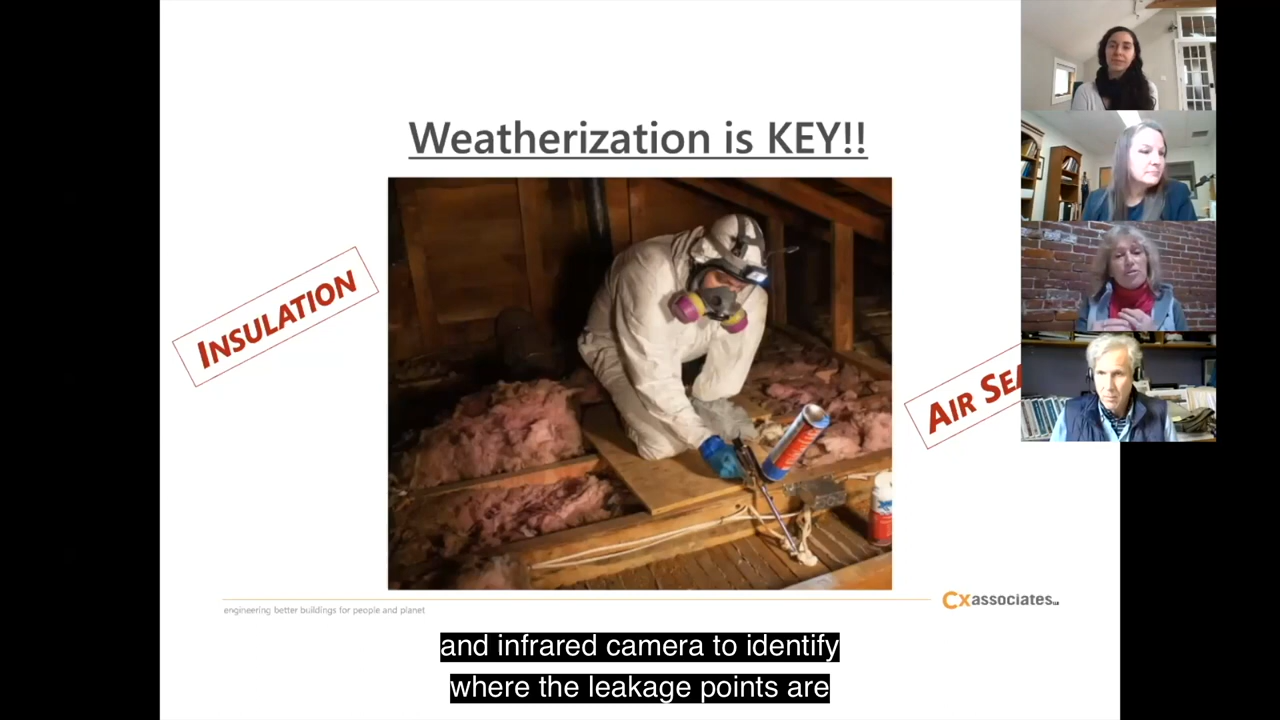 Weatherization is KEY!!
INSULATION
AIR SEA
engineering better buildings for people and planet
Cxassociates
and infrared camera to identify
where the leakage points are